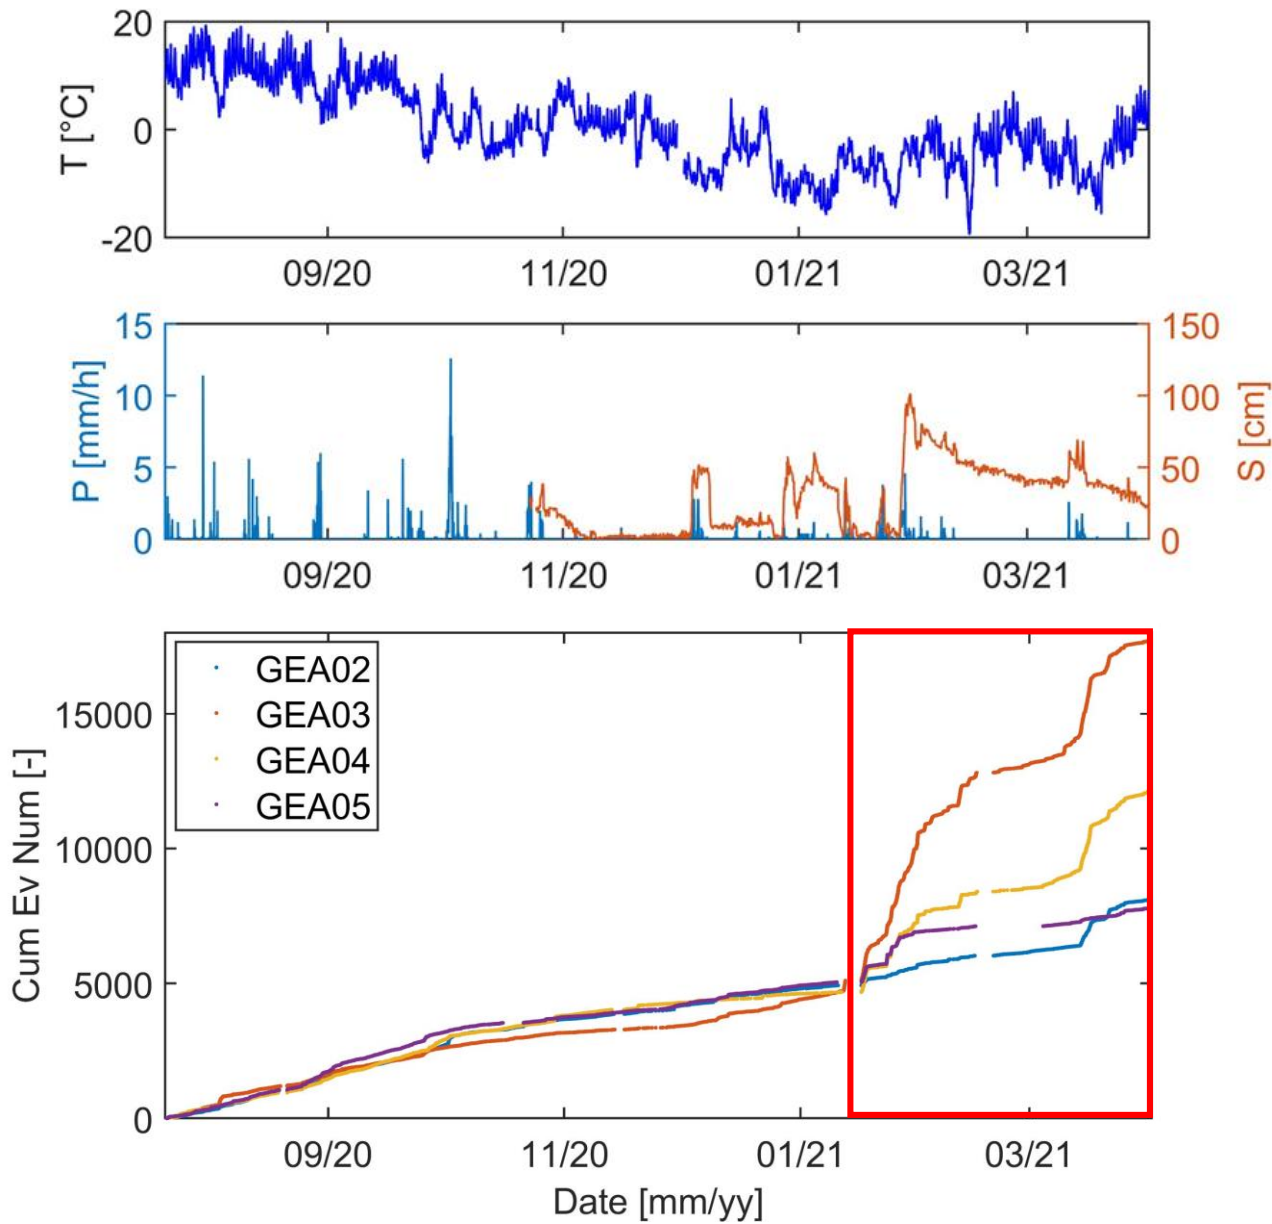 20
0
-20
T [°C]
09/20 11/20 01/21 03/21
15 150
10 100
5 50
0 0
P [mm/h]
S [cm]
09/20 11/20 01/21 03/21
GEA02
GEA03
GEA04
GEA05
15000
10000
5000
0
Cum Ev Num [-]
09/20 11/20 01/21 03/21
Date [mm/yy]